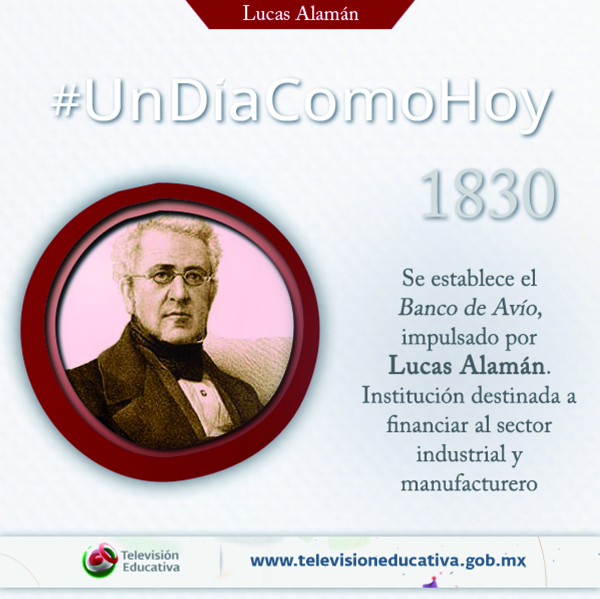 Lucas Alamán
#UnDiaComoHoy
1830
Se establece el
Banco de Avío,
impulsado por
Lucas Alamán.
Institución destinada a
financiar al sector
industrial y
manufacturero
Televisión
Educativa
www.televisioneducativa.gob.mx